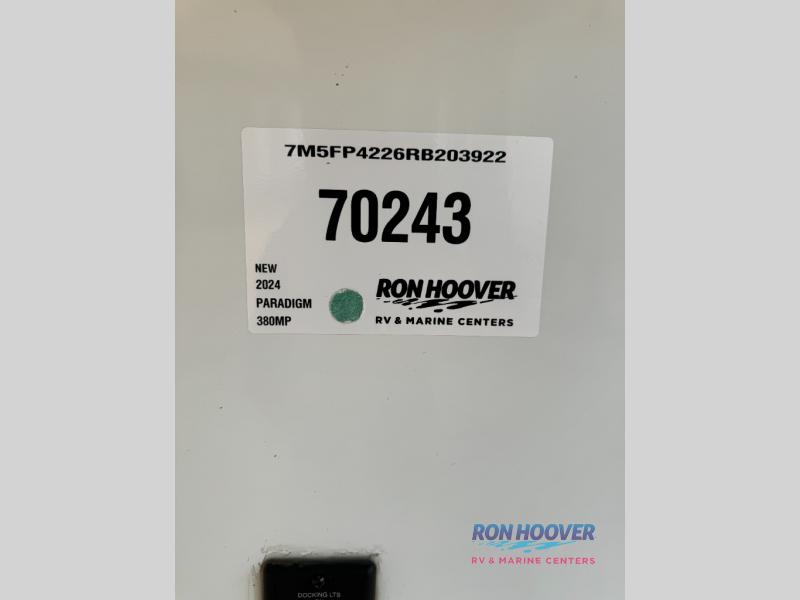 7M5FP4226RB203922
70243
NEW
2024
PARADIGM
380MP
RON HOOVER
RV & MARINE CENTERS
RON HOOVER
RV & MARINE CENTERS
DOCKING LTS